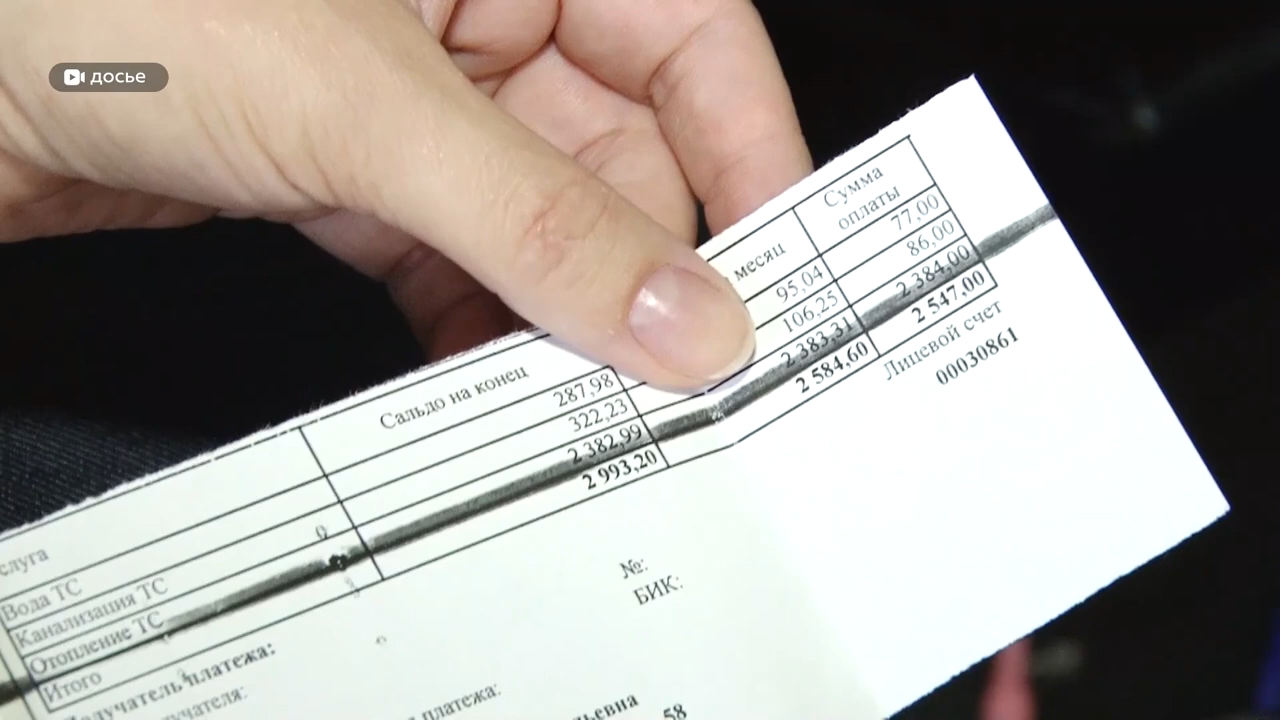 досье
слуга Сальдо на конец месяц Сумма оплаты
Вода ТС 287,98 95,04 77,00
Канализация ТС 322,23 106,25 86,00
Отопление ТС 2 382,99 2 383,31 2 384,00
Итого 2 993,20 2 584,60 2 547,00
Лицевой счет
00030861
№:
БИК:
Получатель платежа:
лучателя:
платежа:
ьевна
58